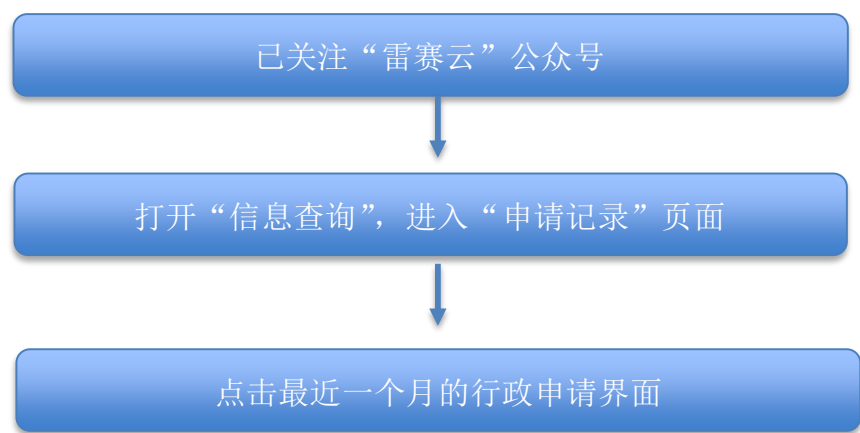 已关注“雷赛云”公众号
打开“信息查询”，进入“申请记录”页面
点击最近一个月的行政申请界面